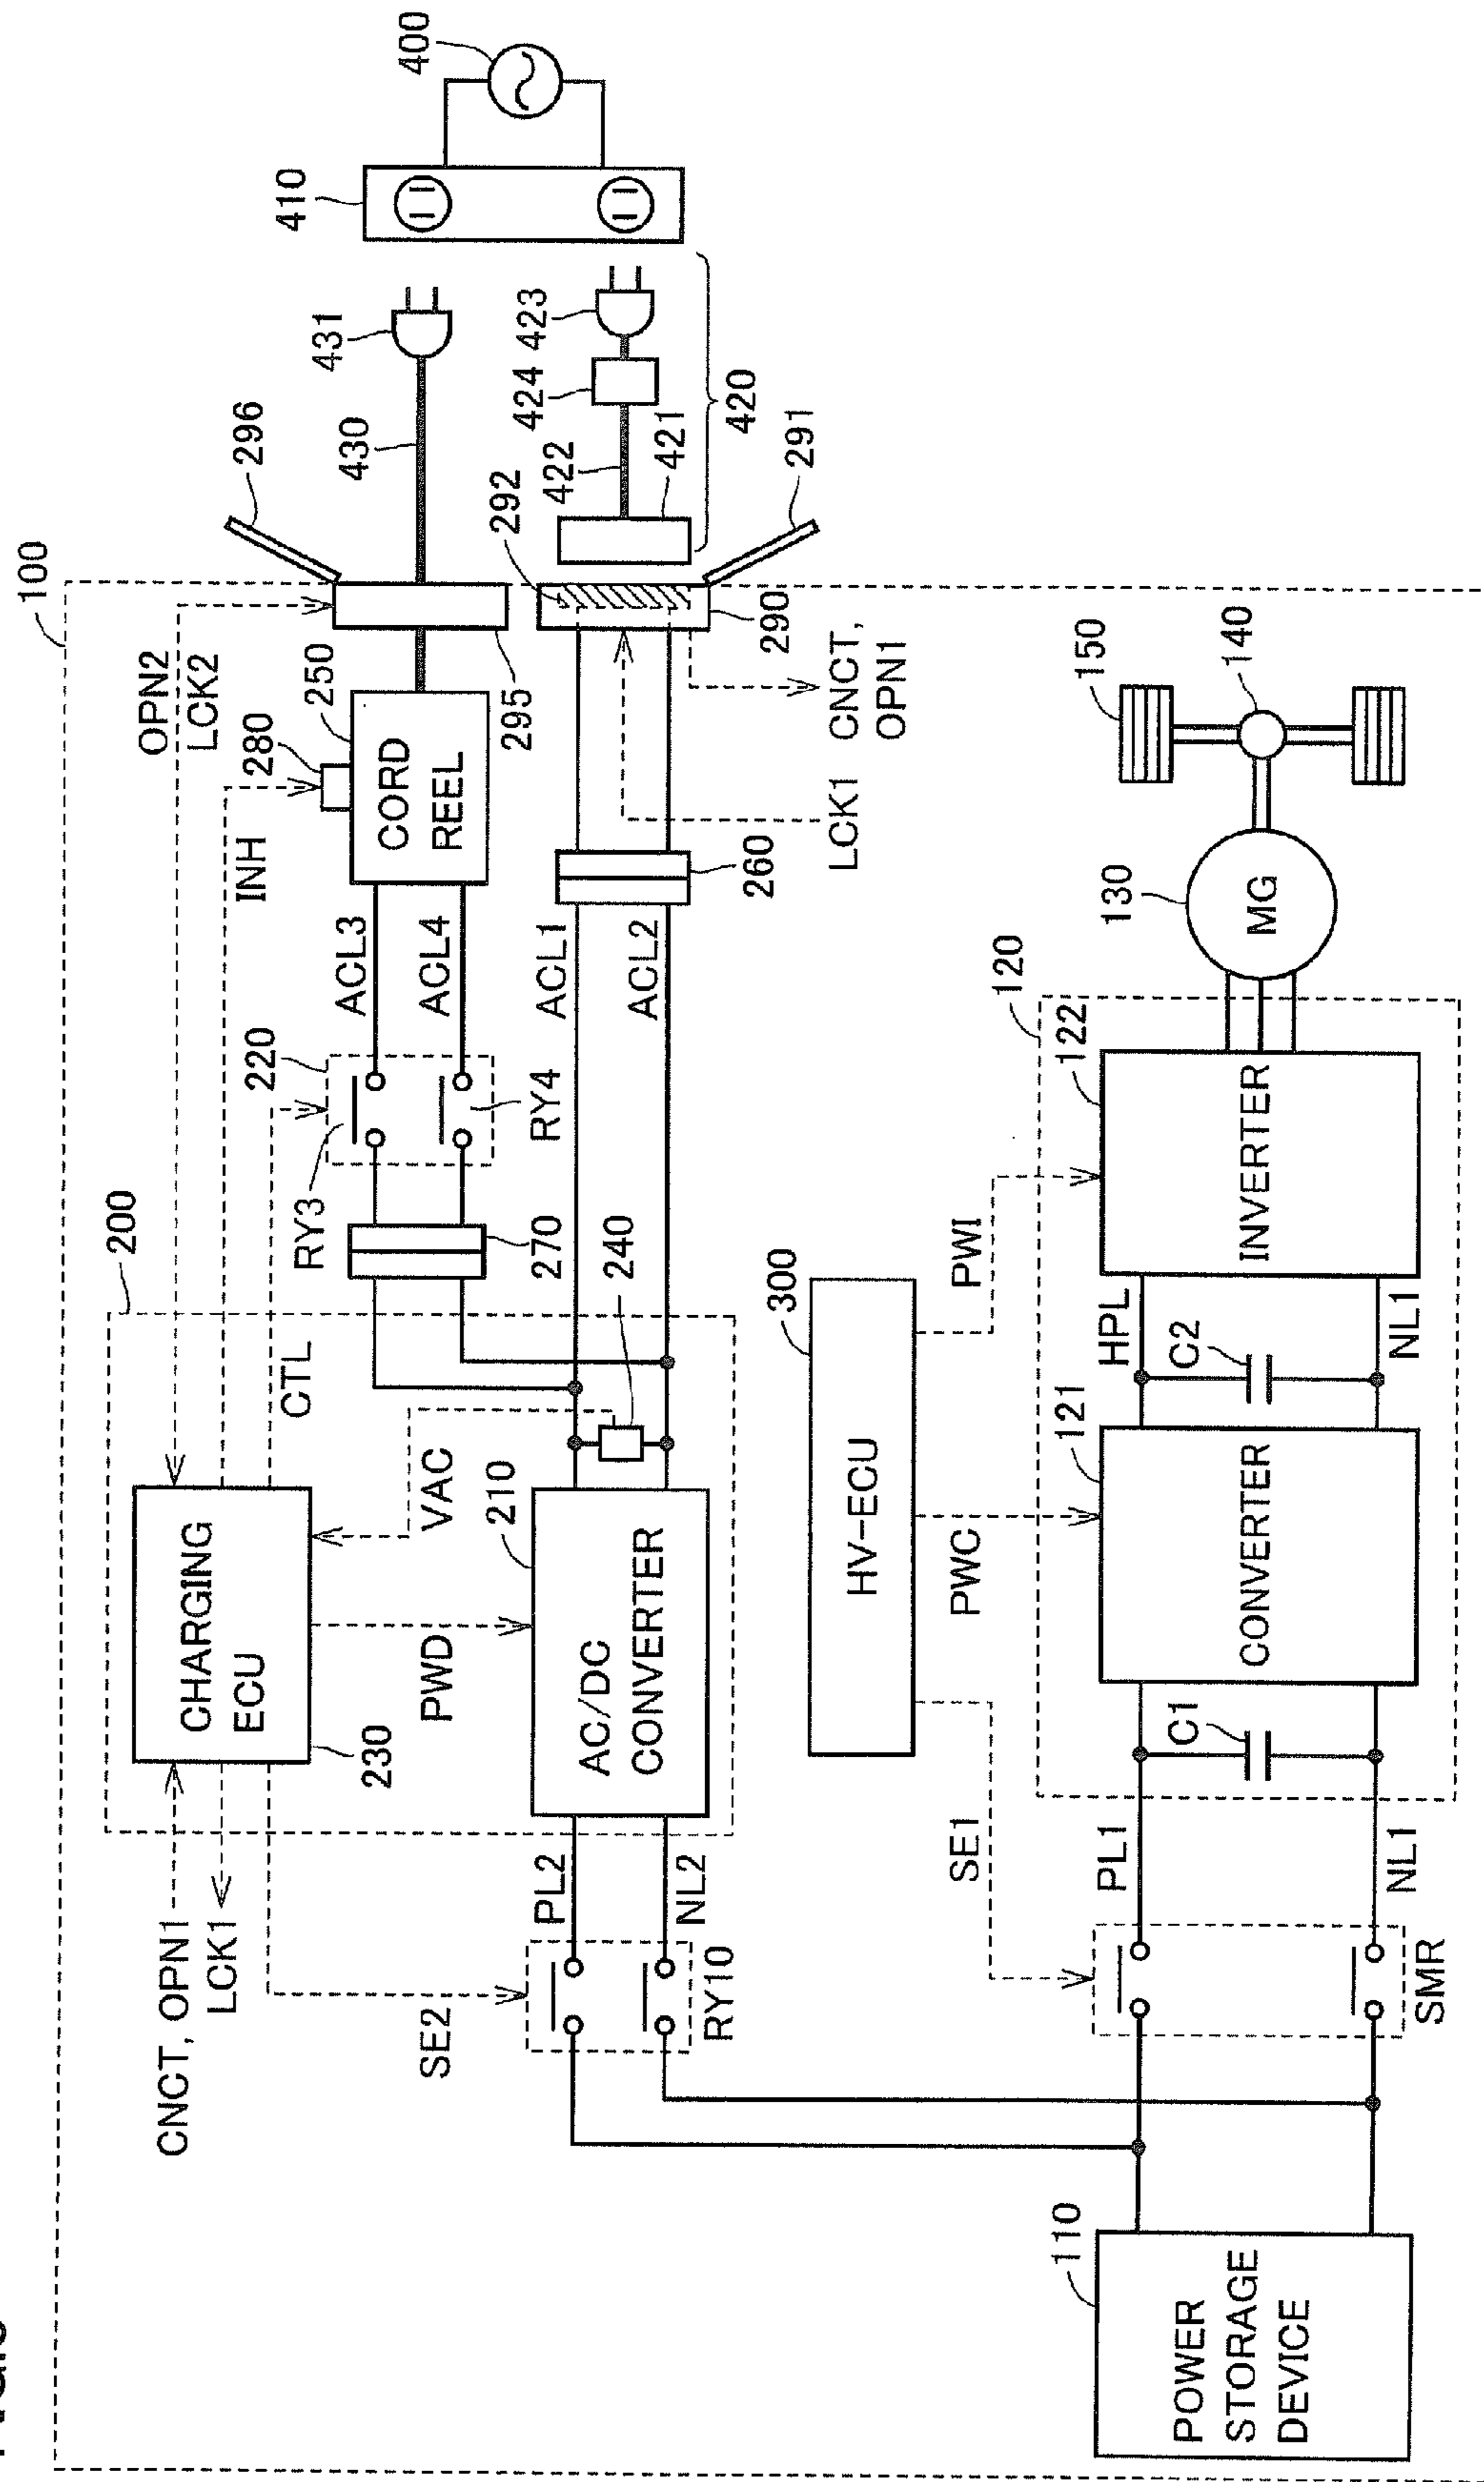 100
CNCT, OPN1
LCK1
SE2
200
CHARGING
ECU
230
OPN2
LCK2
INH
CTL
VAC
PWD
210
AC/DC
CONVERTER
240
PL2
NL2
RY10
RY3
220
RY4
270
ACL3
ACL4
ACL1
ACL2
280
250
CORD
REEL
295
296
260
292
290
291
LCK1
CNCT,
OPN1
430
431
422
421
424
423
420
410
400
300
HV-ECU
SE1
PWC
PWI
110
POWER
STORAGE
DEVICE
SMR
PL1
NL1
C1
121
CONVERTER
HPL
C2
NL1
120
122
INVERTER
130
MG
140
150